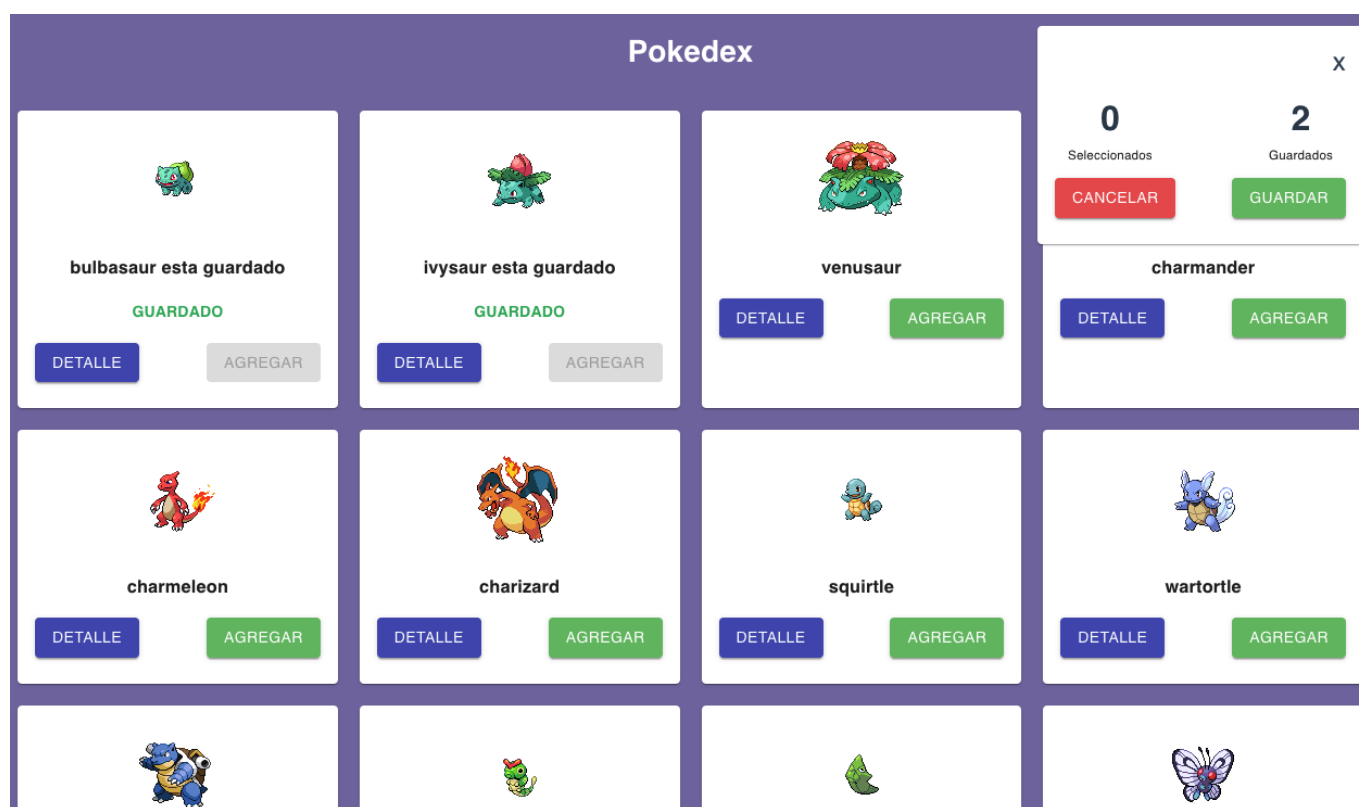 Pokedex
X
0 2
Seleccionados Guardados
CANCELAR GUARDAR
bulbasaur esta guardado ivysaur esta guardado venusaur charmander
GUARDADO GUARDADO
DETALLE AGREGAR DETALLE AGREGAR DETALLE AGREGAR DETALLE AGREGAR
charmeleon charizard squirtle wartortle
DETALLE AGREGAR DETALLE AGREGAR DETALLE AGREGAR DETALLE AGREGAR